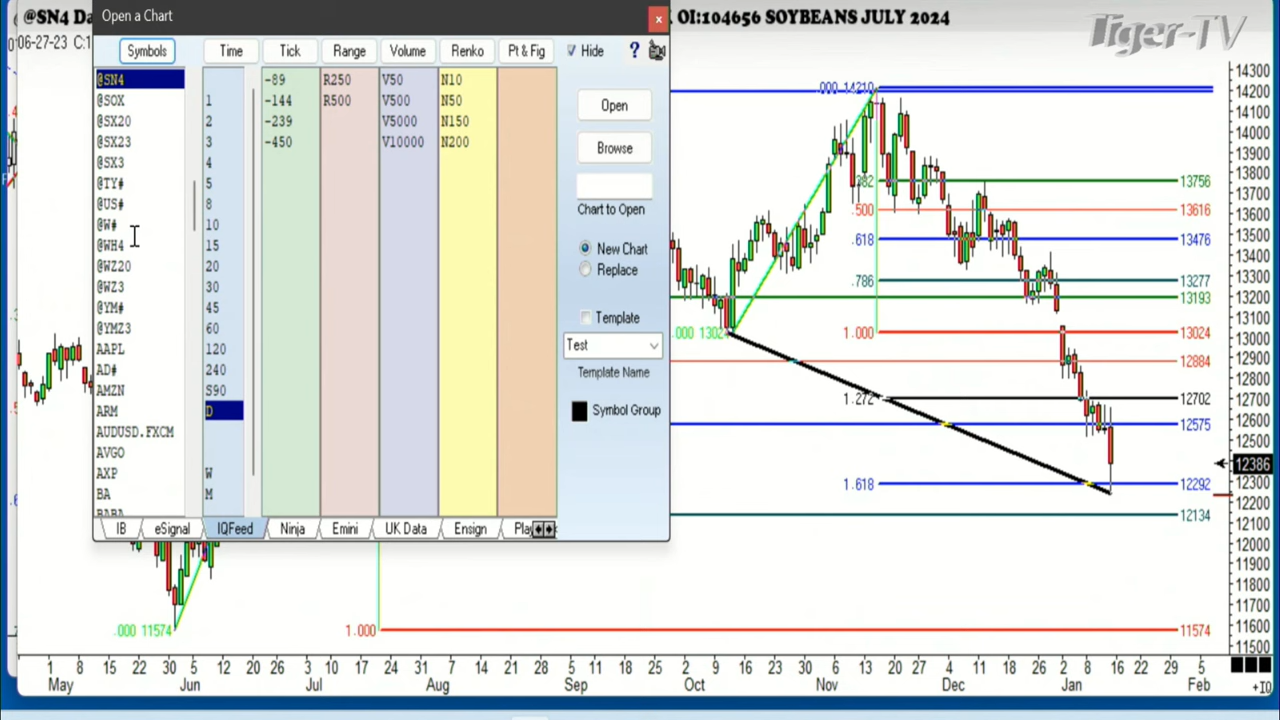 @SN4 Da
Open a Chart
OI:104656 SOYBEANS JULY 2024
Tiger-TV
06-27-23 C:1
Symbols Time Tick Range Volume Renko Pt & Fig Hide ?
@SN4 -89 R250 V50 N10
@SOX 1 -144 R500 V500 N50
@SX20 2 -239 V5000 N150
@SX23 3 -450 V10000 N200
@SX3 4
@TY# 5
@US# 8
@W# 10
@WH4 15
@WZ20 20
@WZ3 30
@YM# 45
@YMZ3 60
AAPL 120
AD# 240
AMZN S90
ARM D
AUDUSD.FXCM
AVGO
AXP W
BA M
BABA
Open
Browse
Chart to Open
New Chart
Replace
Template
Test
Template Name
Symbol Group
IB eSignal IQFeed Ninja Emini UK Data Ensign Pla
.000 14210
.382 13756
.500 13616
.618 13476
.786 13277
13193
.000 13024
1.000 13024
12884
1.272 12702
12575
1.618 12292
12134
.000 11574
1.000 11574
14300
14200
14100
14000
13900
13800
13700
13600
13500
13400
13300
13200
13100
13000
12900
12800
12700
12600
12500
12386
12300
12200
12100
12000
11900
11800
11700
11600
11500
1 8 15 22 30 5 12 20 26 3 10 17 24 31 7 14 21 28 5 11 18 25 2 9 16 23 30 6 13 20 27 4 11 18 26 2 8 16 22 29 5
May Jun Jul Aug Sep Oct Nov Dec Jan Feb
+IQ